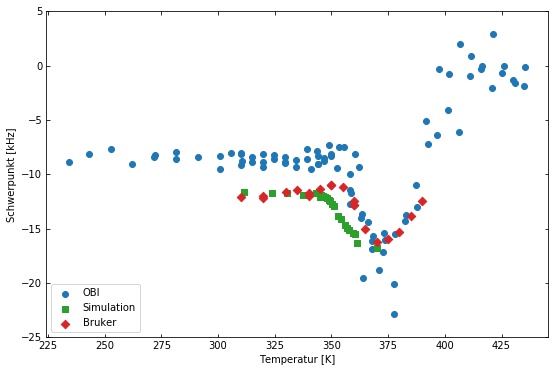 Schwerpunkt [kHz]
5
0
−5
−10
−15
−20
−25
OBI
Simulation
Bruker
225 250 275 300 325 350 375 400 425
Temperatur [K]